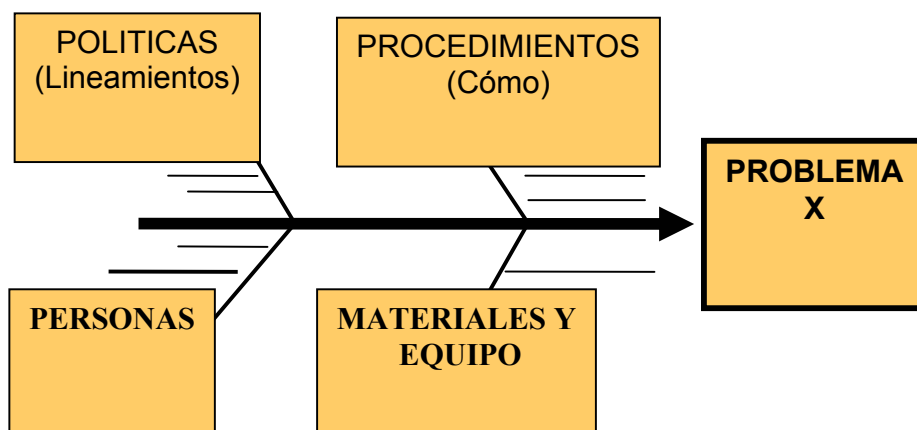 POLITICAS
(Lineamientos)
PROCEDIMIENTOS
(Cómo)
PROBLEMA
X
PERSONAS
MATERIALES Y
EQUIPO